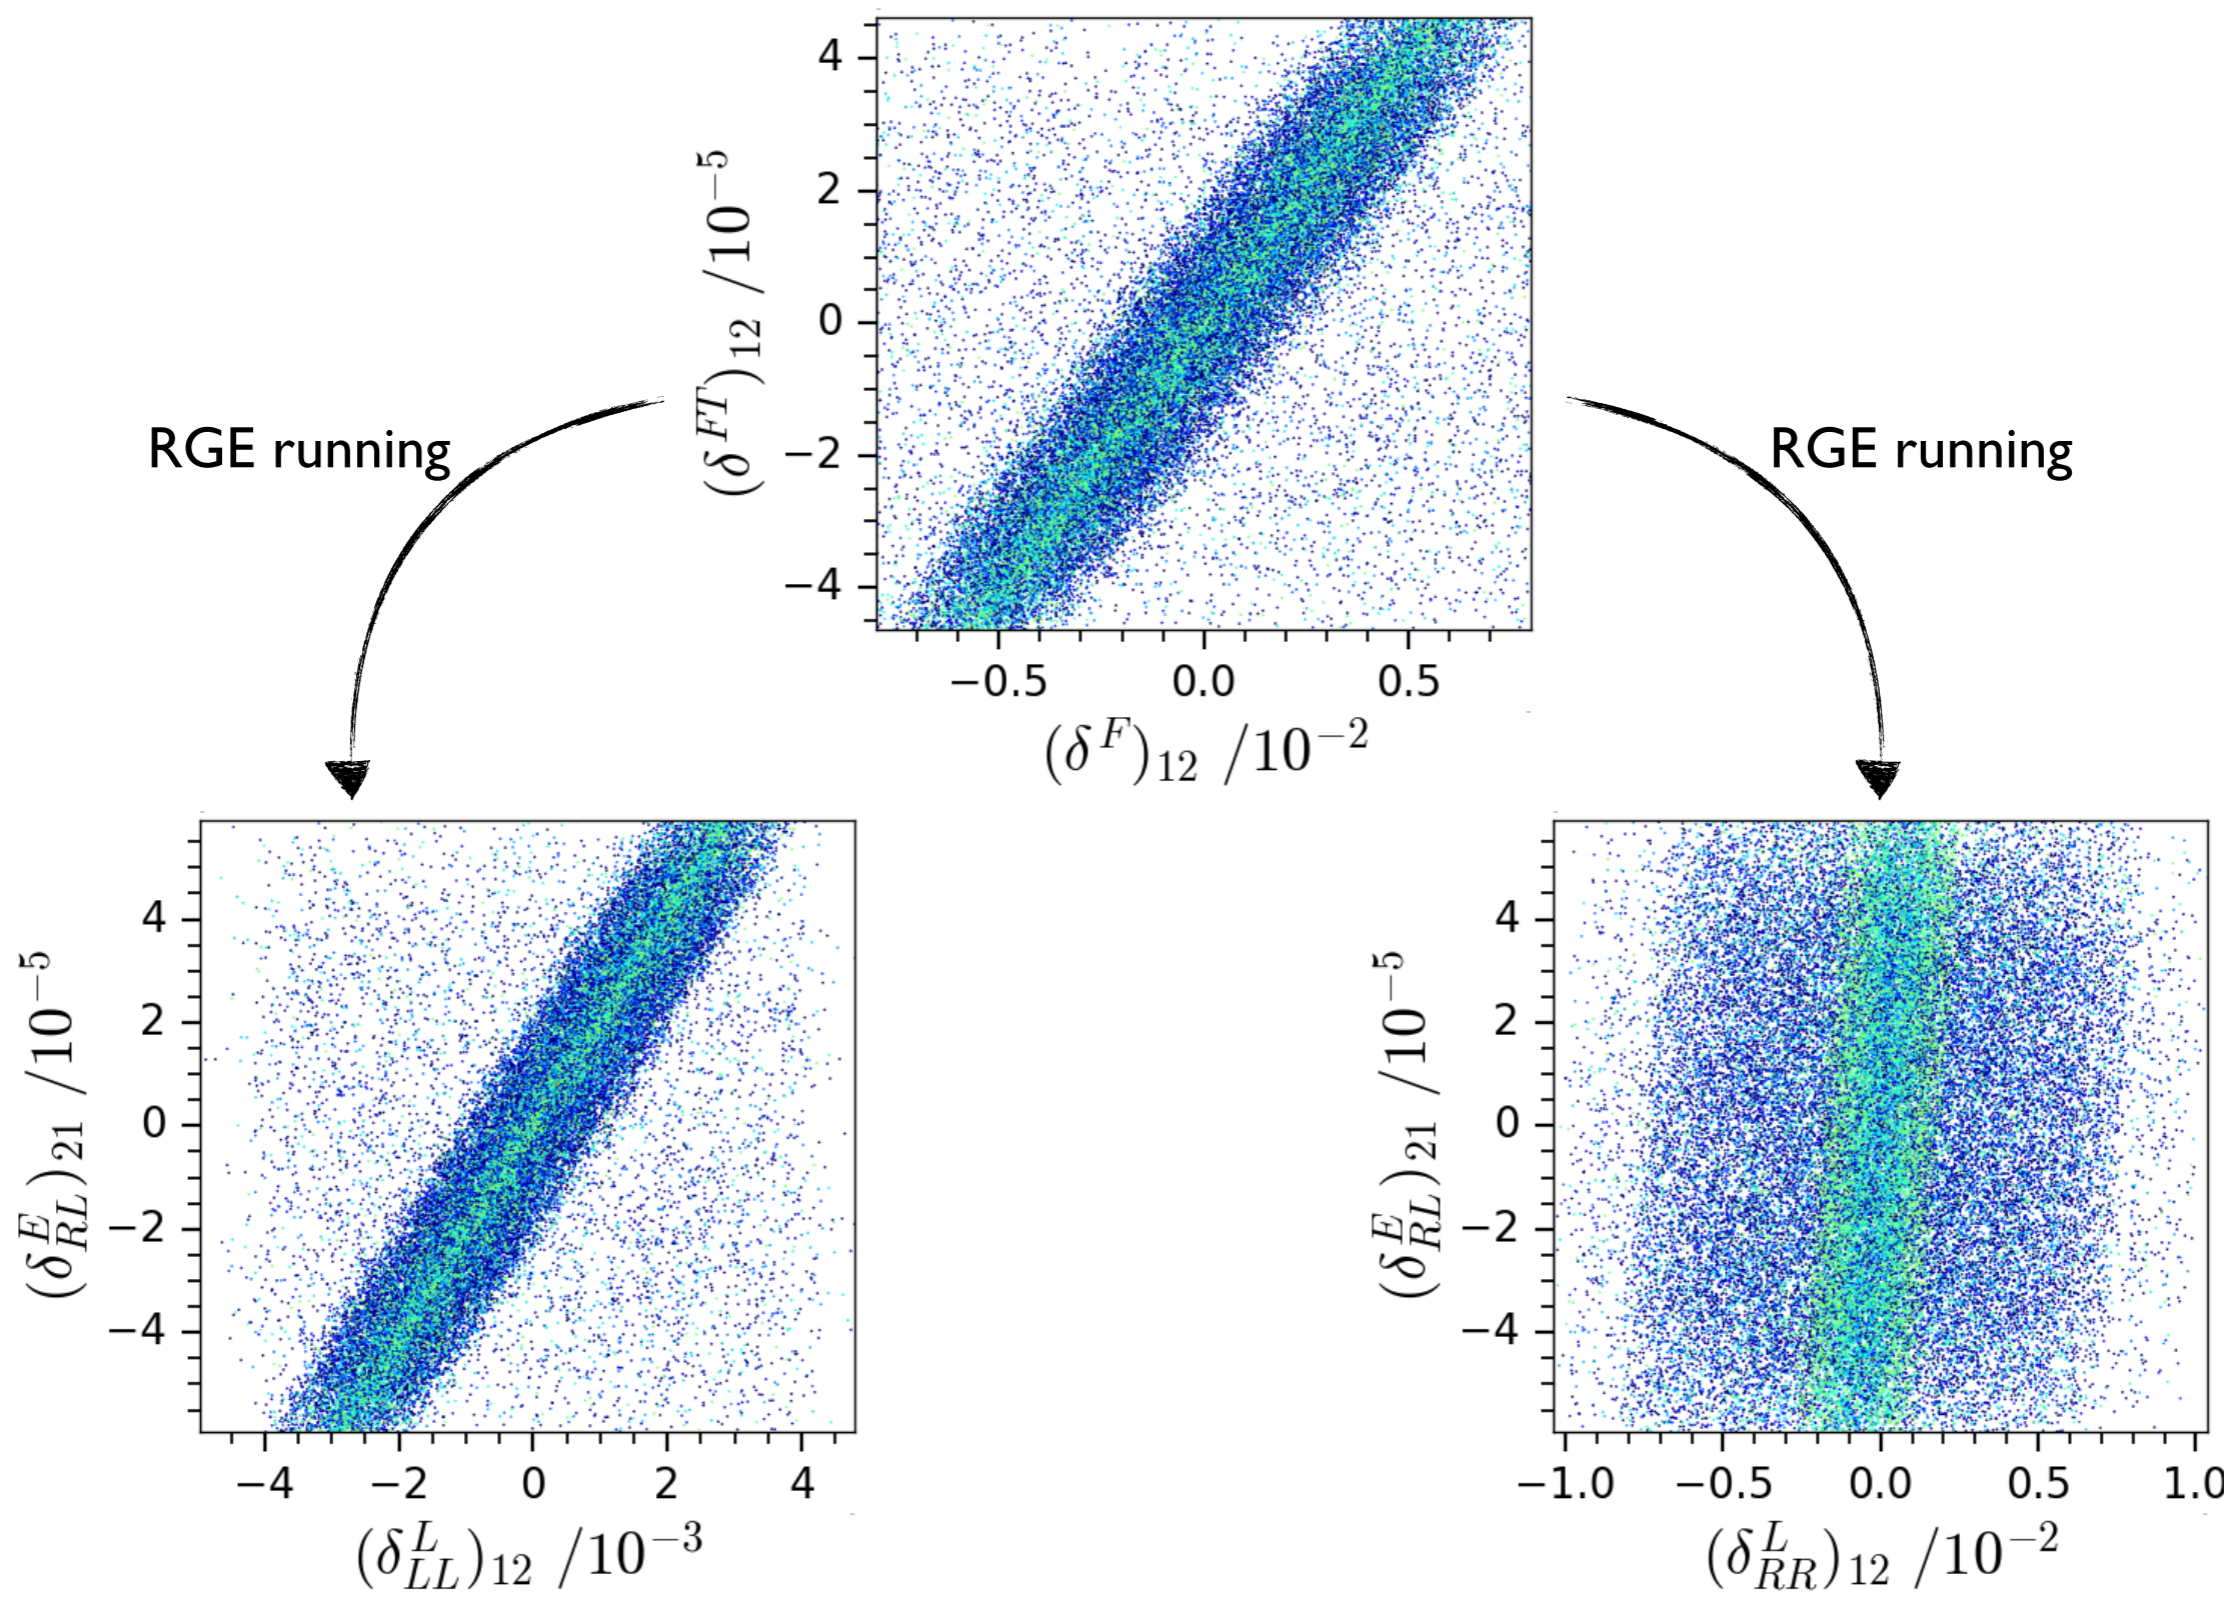 4
2
0
−2
−4
(δ^{FT})_{12} /10^{−5}
−0.5 0.0 0.5
(δ^F)_{12} /10^{−2}
RGE running
RGE running
4
2
0
−2
−4
(δ^E_{RL})_{21} /10^{−5}
−4 −2 0 2 4
(δ^L_{LL})_{12} /10^{−3}
4
2
0
−2
−4
(δ^E_{RL})_{21} /10^{−5}
−1.0 −0.5 0.0 0.5 1.0
(δ^L_{RR})_{12} /10^{−2}